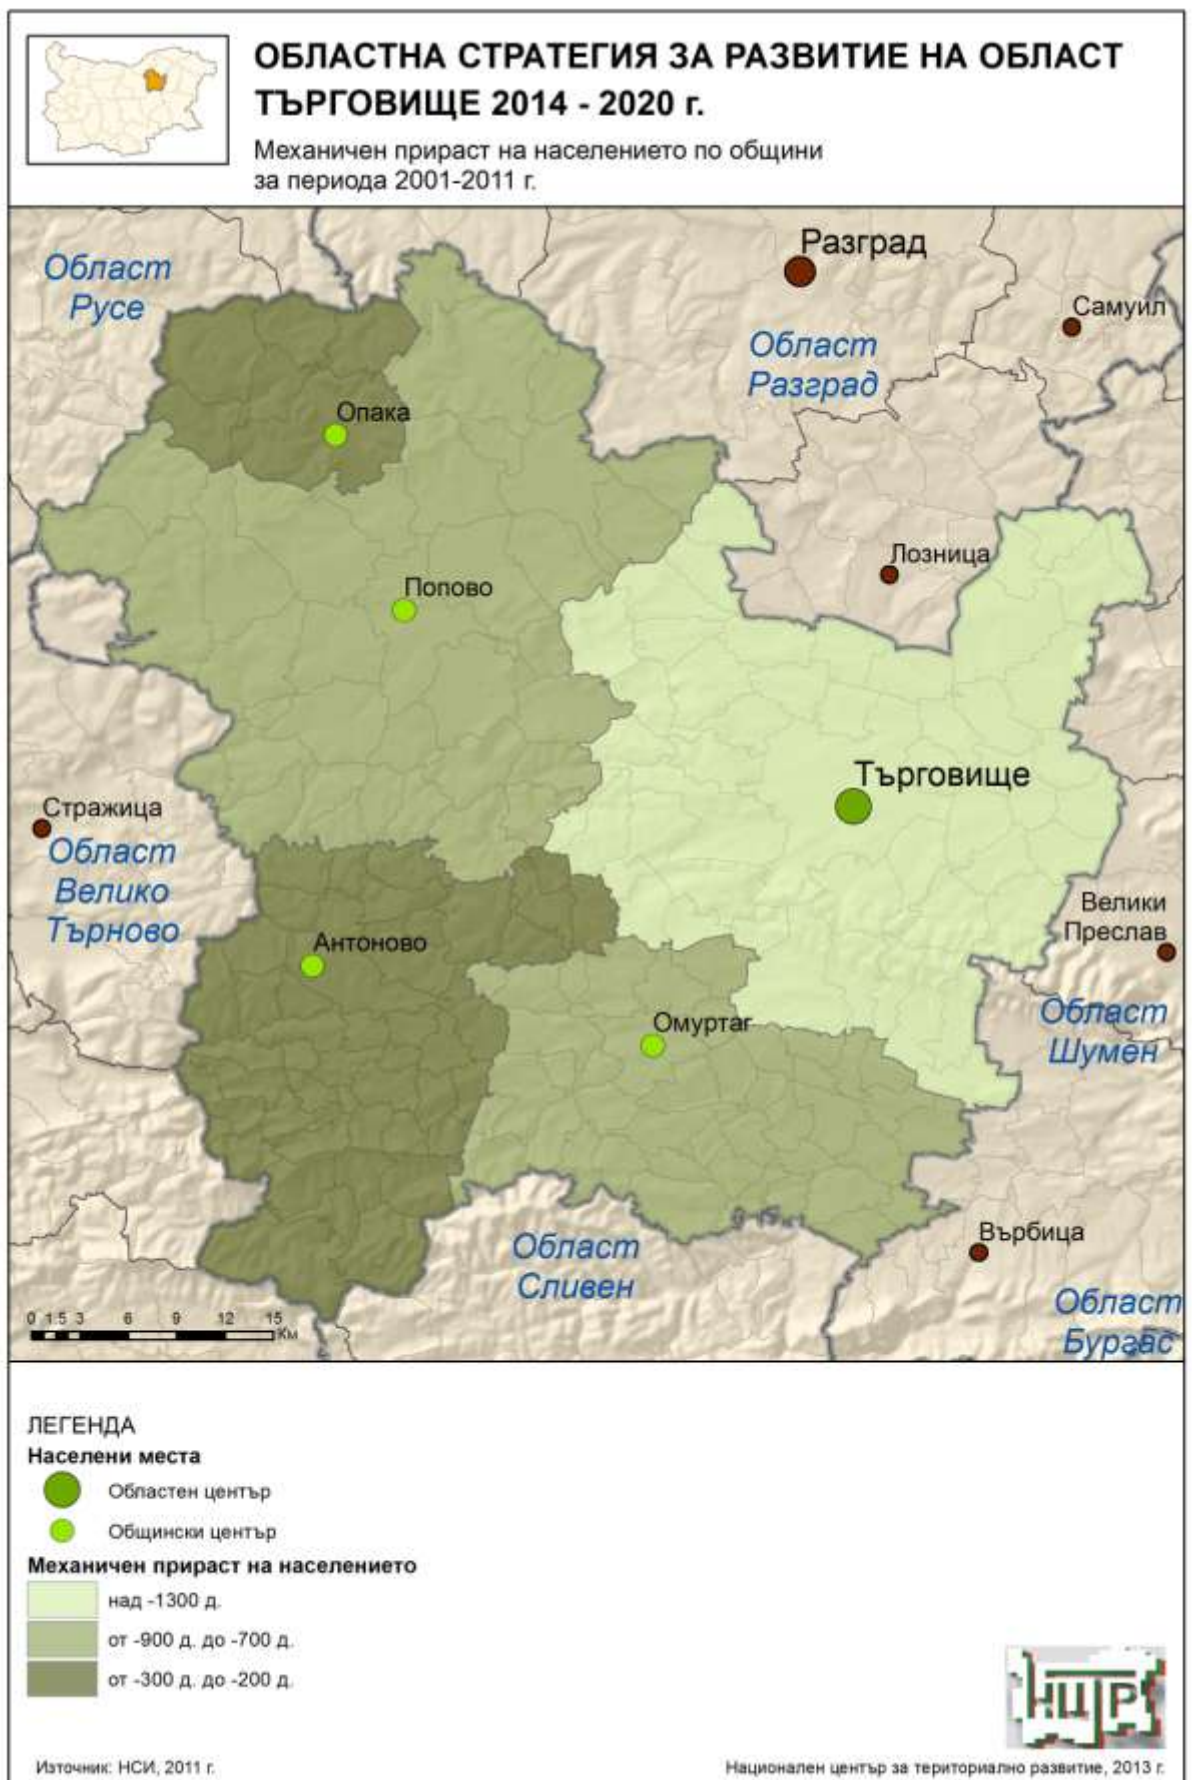 ОБЛАСТНА СТРАТЕГИЯ ЗА РАЗВИТИЕ НА ОБЛАСТ
ТЪРГОВИЩЕ 2014 - 2020 г.
Механичен прираст на населението по общини
за периода 2001-2011 г.
Разград
Област
Русе
Самуил
Област
Разград
Опака
Лозница
Попово
Търговище
Стражица
Област
Велико
Търново
Велики
Преслав
Антоново
Област
Шумен
Омуртаг
Върбица
Област
Сливен
Област
Бургас
0 1.5 3 6 9 12 15
Км
ЛЕГЕНДА
Населени места
Областен център
Общински център
Механичен прираст на населението
над -1300 д.
от -900 д. до -700 д.
от -300 д. до -200 д.
НЦТР
Източник: НСИ, 2011 г.
Национален център за териториално развитие, 2013 г.